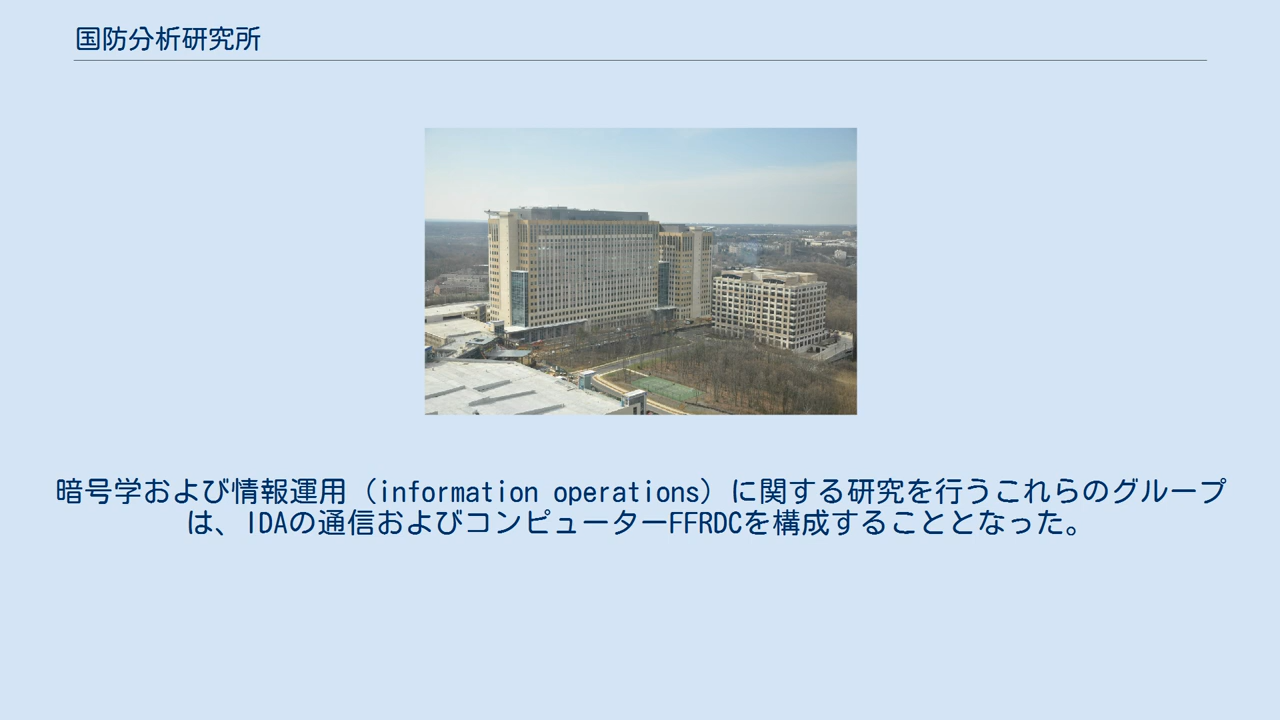 国防分析研究所
暗号学および情報運用（information operations）に関する研究を行うこれらのグループ
は、IDAの通信およびコンピューターFFRDCを構成することとなった。